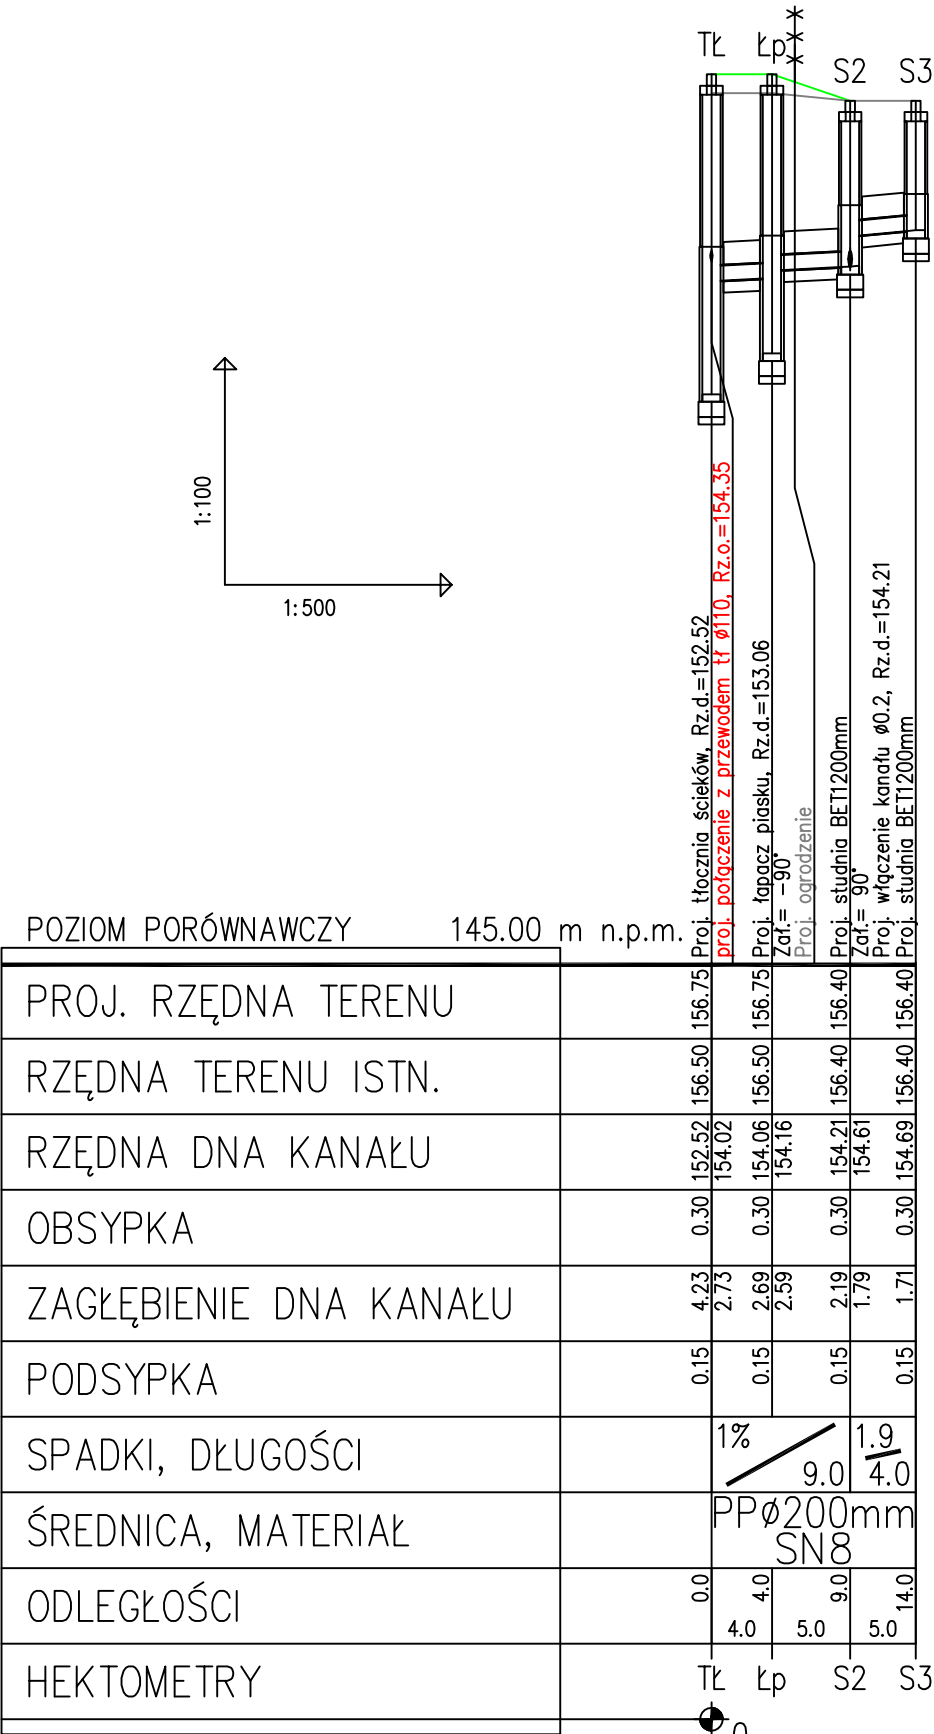 TŁ Łp S2 S3
1:100
1:500
Proj. tłocznia ścieków, Rz.d.=152.52
proj. połączenie z przewodem tł ø110, Rz.o.=154.35
Proj. łapacz piasku, Rz.d.=153.06
Zał.= -90°
Proj. ogrodzenie
Proj. studnia BET1200mm
Zał.= 90°
Proj. włączenie kanału ø0.2, Rz.d.=154.21
Proj. studnia BET1200mm
POZIOM PORÓWNAWCZY 145.00 m n.p.m.
PROJ. RZĘDNA TERENU 156.75 156.75 156.40 156.40
RZĘDNA TERENU ISTN. 156.50 156.50 156.40 156.40
RZĘDNA DNA KANAŁU 152.52 154.02 154.06 154.16 154.21 154.61 154.69
OBSYPKA 0.30 0.30 0.30 0.30
ZAGŁĘBIENIE DNA KANAŁU 4.23 2.73 2.69 2.59 2.19 1.79 1.71
PODSYPKA 0.15 0.15 0.15 0.15
SPADKI, DŁUGOŚCI 1% 9.0 1.9 4.0
ŚREDNICA, MATERIAŁ PPø200mm
SN8
ODLEGŁOŚCI 0.0 4.0 9.0 14.0
4.0 5.0 5.0
HEKTOMETRY TŁ Łp S2 S3
0